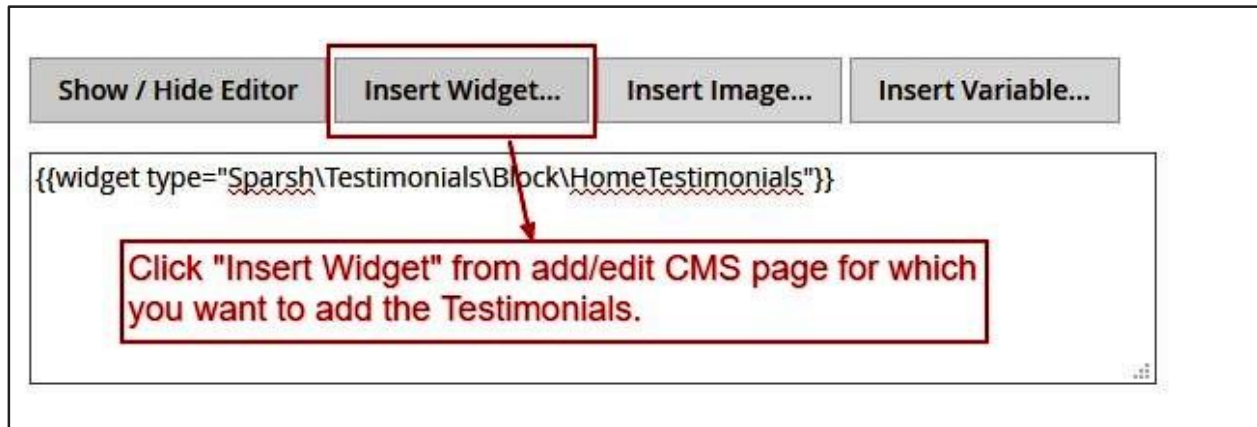 Show / Hide Editor Insert Widget... Insert Image... Insert Variable...
{{widget type="Sparsh\Testimonials\Block\HomeTestimonials"}}
Click "Insert Widget" from add/edit CMS page for which
you want to add the Testimonials.